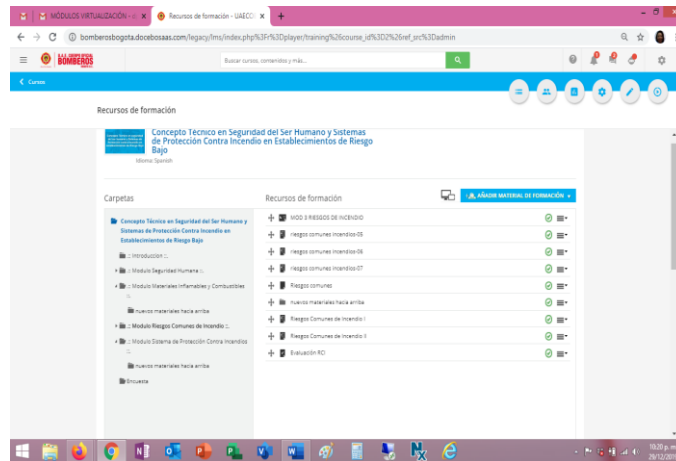 MÓDULOS VIRTUALIZACIÓN
Recursos de formación - UAECO
bomberosbogota.docebosaas.com/legacy/lms/index.php%3Fr%3Dplayer/training%26course_id%3D2%26ref_src%3Dadmin
BOMBEROS
Buscar cursos, contenidos y más...
Cursos
Recursos de formación
Concepto Técnico en Seguridad del Ser Humano y Sistemas
de Protección Contra Incendio en Establecimientos de Riesgo
Bajo
Idioma: Spanish
Carpetas
Concepto Técnico en Seguridad del Ser Humano y
Sistemas de Protección Contra Incendio en
Establecimientos de Riesgo Bajo
.: Introduccion :.
.: Modulo Seguridad Humana :.
.: Modulo Materiales Inflamables y Combustibles
:.
nuevos materiales hacia arriba
.: Modulo Riesgos Comunes de Incendio :.
.: Modulo Sistema de Protección Contra Incendios
:.
nuevos materiales hacia arriba
Encuesta
Recursos de formación
AÑADIR MATERIAL DE FORMACIÓN
MOD 3 RIESGOS DE INCENDIO
riesgos comunes incendios-05
riesgos comunes incendios-06
riesgos comunes incendios-07
Riesgos comunes
nuevos materiales hacia arriba
Riesgos Comunes de Incendio I
Riesgos Comunes de Incendio II
Evaluación RCI
10:20 p. m.